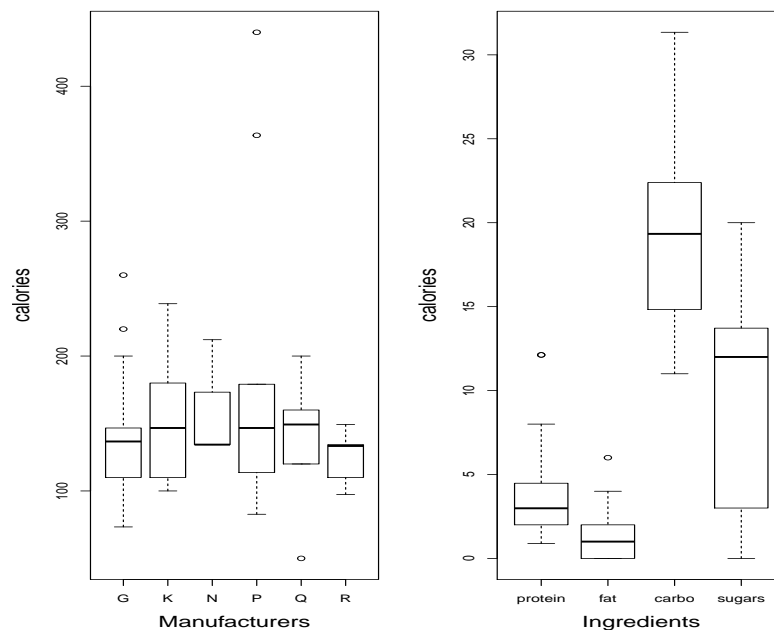 calories
400
300
200
100
G K N P Q R
Manufacturers
calories
30
25
20
15
10
5
0
protein fat carbo sugars
Ingredients